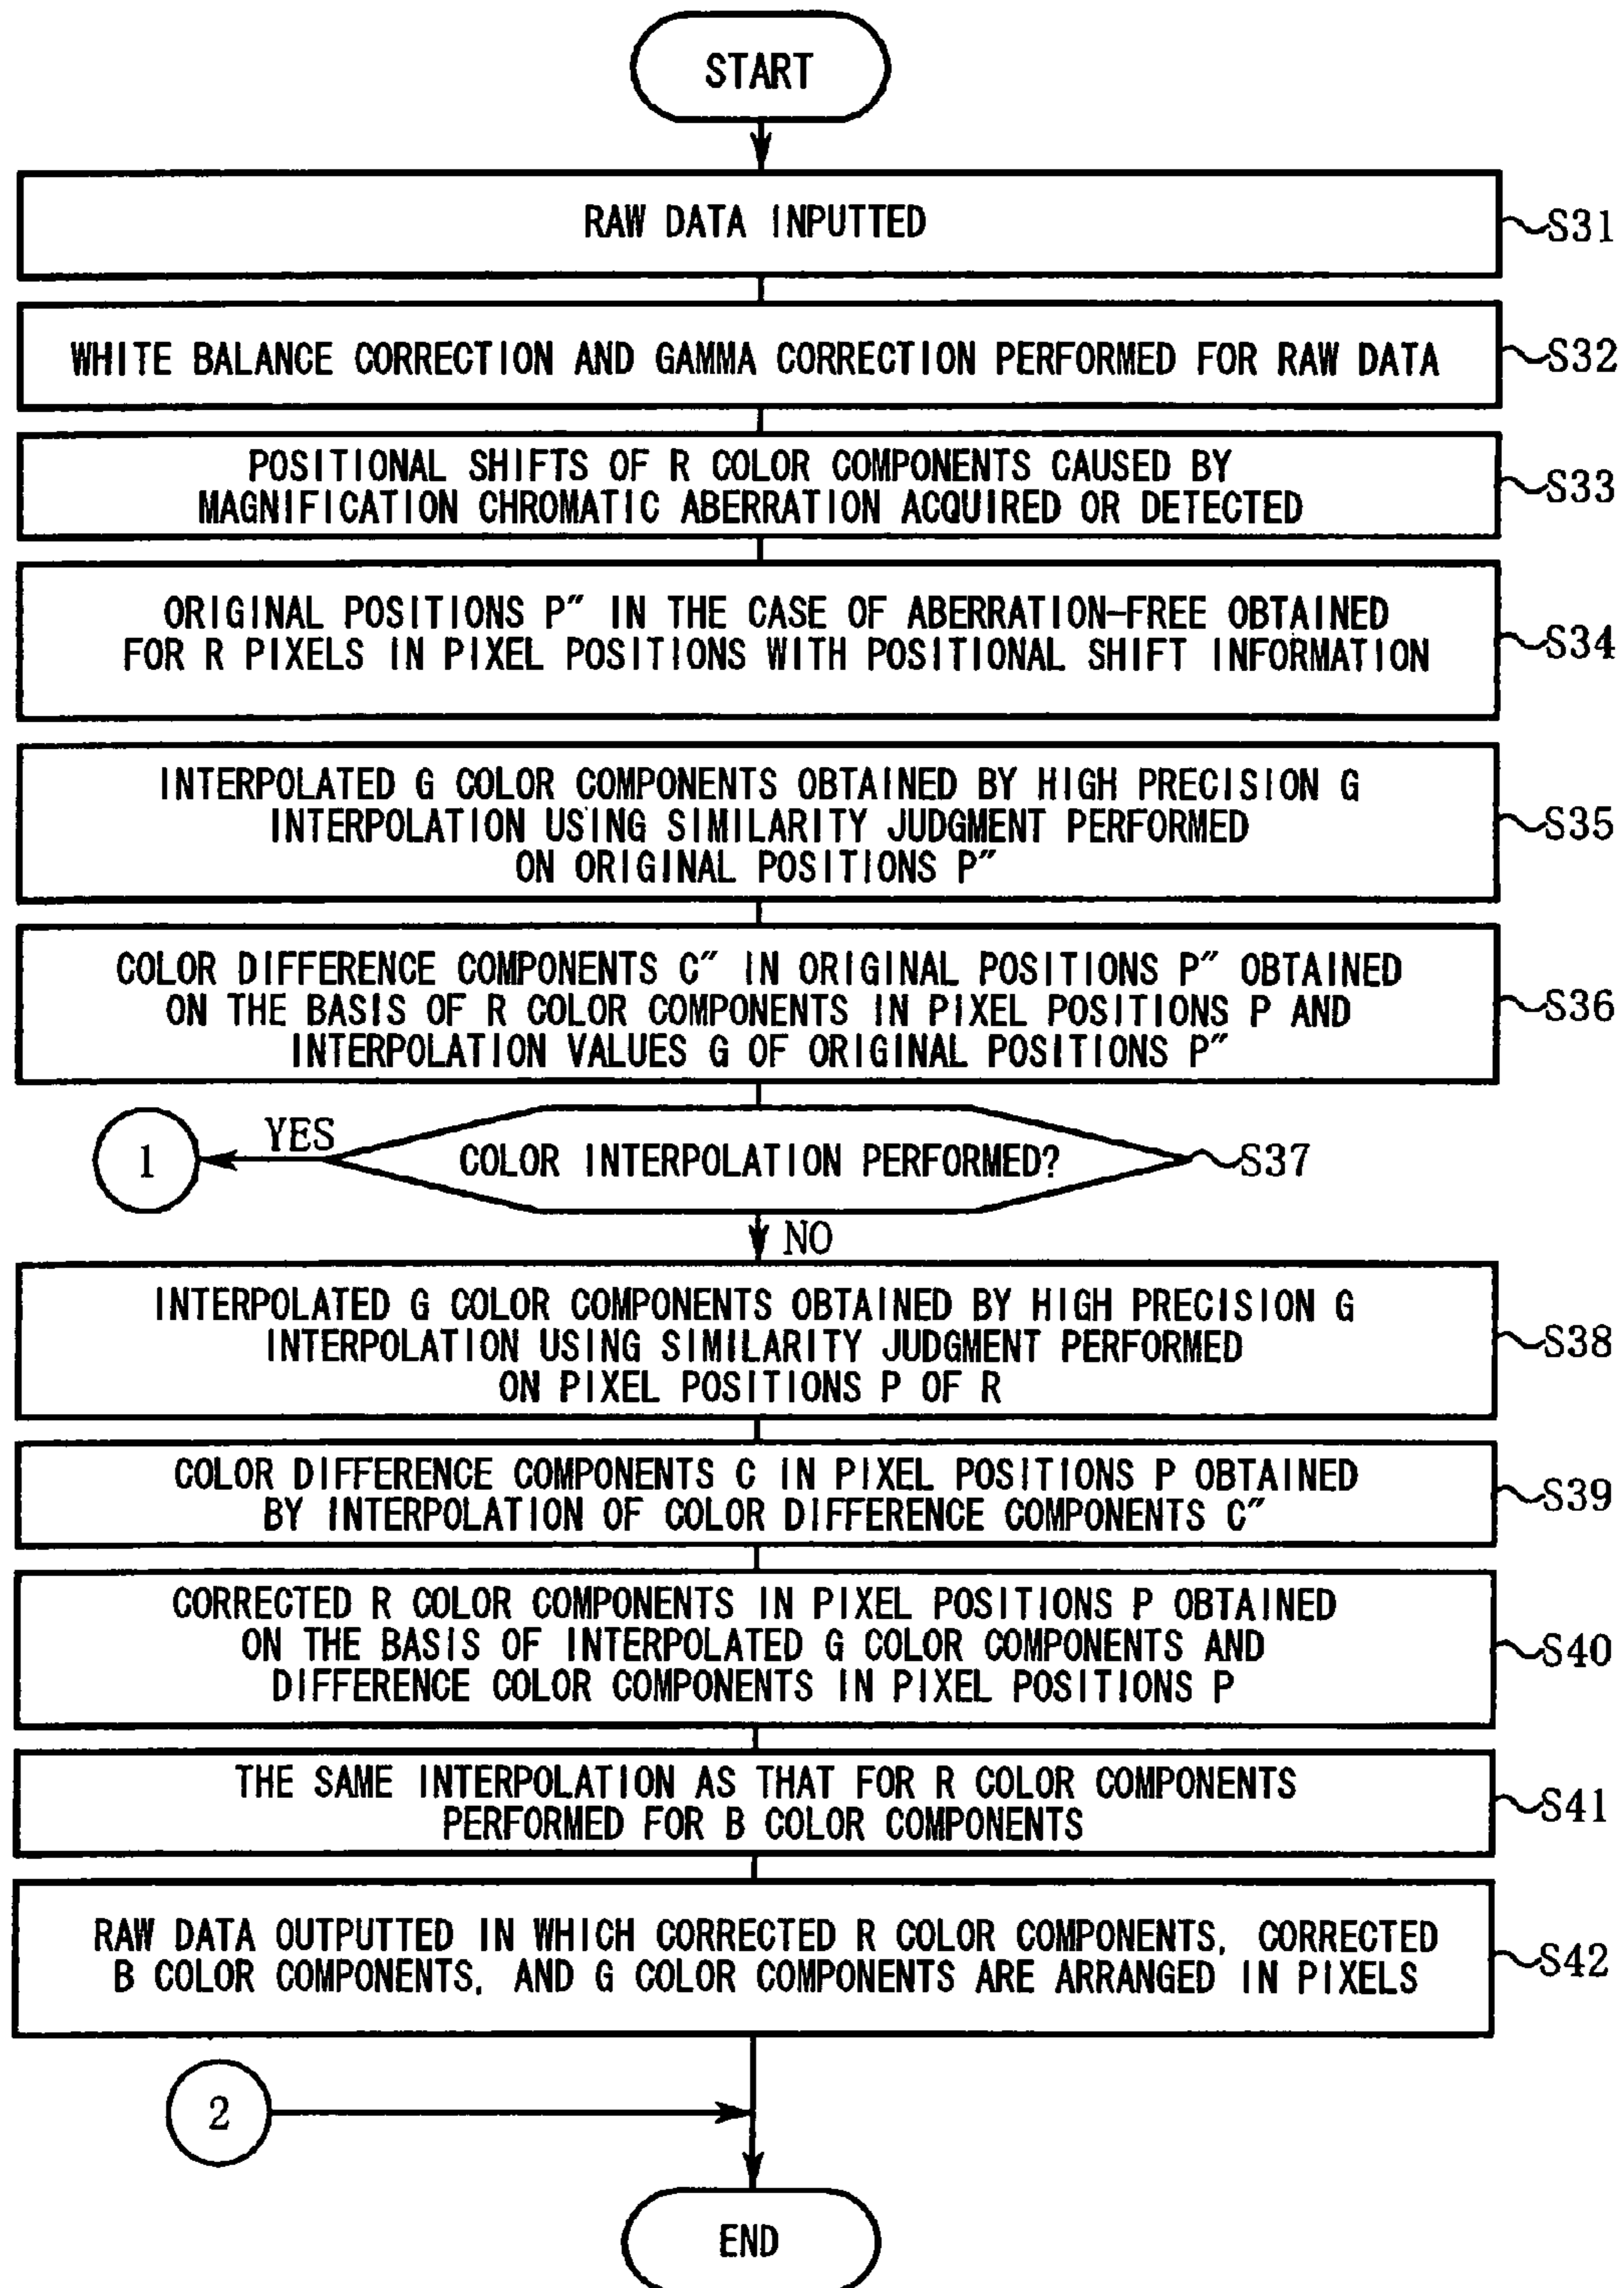 START
RAW DATA INPUTTED
S31
WHITE BALANCE CORRECTION AND GAMMA CORRECTION PERFORMED FOR RAW DATA
S32
POSITIONAL SHIFTS OF R COLOR COMPONENTS CAUSED BY
MAGNIFICATION CHROMATIC ABERRATION ACQUIRED OR DETECTED
S33
ORIGINAL POSITIONS P″ IN THE CASE OF ABERRATION-FREE OBTAINED
FOR R PIXELS IN PIXEL POSITIONS WITH POSITIONAL SHIFT INFORMATION
S34
INTERPOLATED G COLOR COMPONENTS OBTAINED BY HIGH PRECISION G
INTERPOLATION USING SIMILARITY JUDGMENT PERFORMED
ON ORIGINAL POSITIONS P″
S35
COLOR DIFFERENCE COMPONENTS C″ IN ORIGINAL POSITIONS P″ OBTAINED
ON THE BASIS OF R COLOR COMPONENTS IN PIXEL POSITIONS P AND
INTERPOLATION VALUES G OF ORIGINAL POSITIONS P″
S36
1
YES
COLOR INTERPOLATION PERFORMED?
S37
NO
INTERPOLATED G COLOR COMPONENTS OBTAINED BY HIGH PRECISION G
INTERPOLATION USING SIMILARITY JUDGMENT PERFORMED
ON PIXEL POSITIONS P OF R
S38
COLOR DIFFERENCE COMPONENTS C IN PIXEL POSITIONS P OBTAINED
BY INTERPOLATION OF COLOR DIFFERENCE COMPONENTS C″
S39
CORRECTED R COLOR COMPONENTS IN PIXEL POSITIONS P OBTAINED
ON THE BASIS OF INTERPOLATED G COLOR COMPONENTS AND
DIFFERENCE COLOR COMPONENTS IN PIXEL POSITIONS P
S40
THE SAME INTERPOLATION AS THAT FOR R COLOR COMPONENTS
PERFORMED FOR B COLOR COMPONENTS
S41
RAW DATA OUTPUTTED IN WHICH CORRECTED R COLOR COMPONENTS, CORRECTED
B COLOR COMPONENTS, AND G COLOR COMPONENTS ARE ARRANGED IN PIXELS
S42
2
END